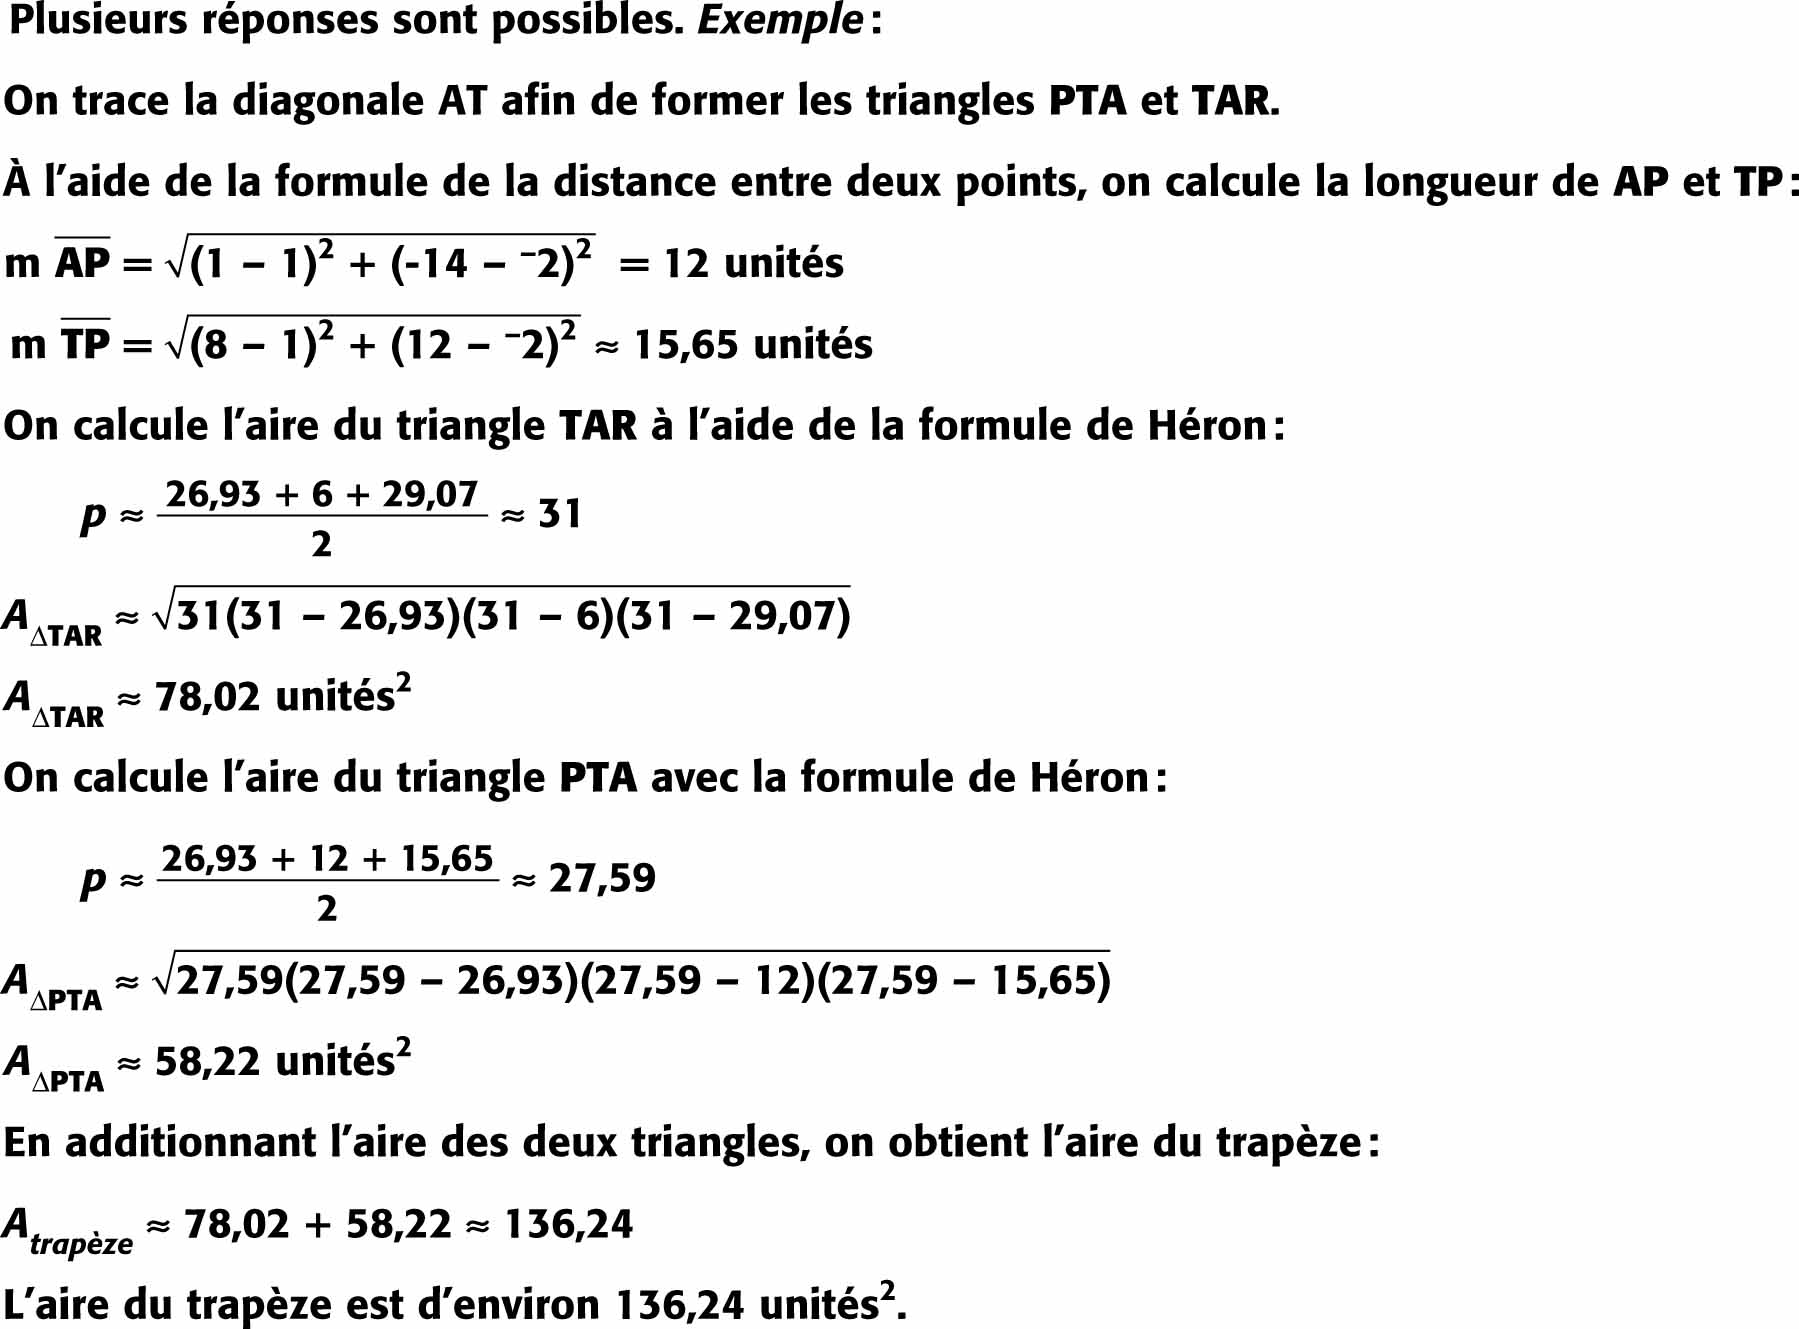 Plusieurs réponses sont possibles. Exemple :
On trace la diagonale AT afin de former les triangles PTA et TAR.
À l’aide de la formule de la distance entre deux points, on calcule la longueur de AP et TP :
m A̅P̅ = √((1 – 1)² + (-14 – ⁻2)²) = 12 unités
m T̅P̅ = √((8 – 1)² + (12 – ⁻2)²) ≈ 15,65 unités
On calcule l’aire du triangle TAR à l’aide de la formule de Héron :
p ≈ (26,93 + 6 + 29,07)/2 ≈ 31
A ΔTAR ≈ √(31(31 – 26,93)(31 – 6)(31 – 29,07))
A ΔTAR ≈ 78,02 unités²
On calcule l’aire du triangle PTA avec la formule de Héron :
p ≈ (26,93 + 12 + 15,65)/2 ≈ 27,59
A ΔPTA ≈ √(27,59(27,59 – 26,93)(27,59 – 12)(27,59 – 15,65))
A ΔPTA ≈ 58,22 unités²
En additionnant l’aire des deux triangles, on obtient l’aire du trapèze :
A trapèze ≈ 78,02 + 58,22 ≈ 136,24
L’aire du trapèze est d’environ 136,24 unités².